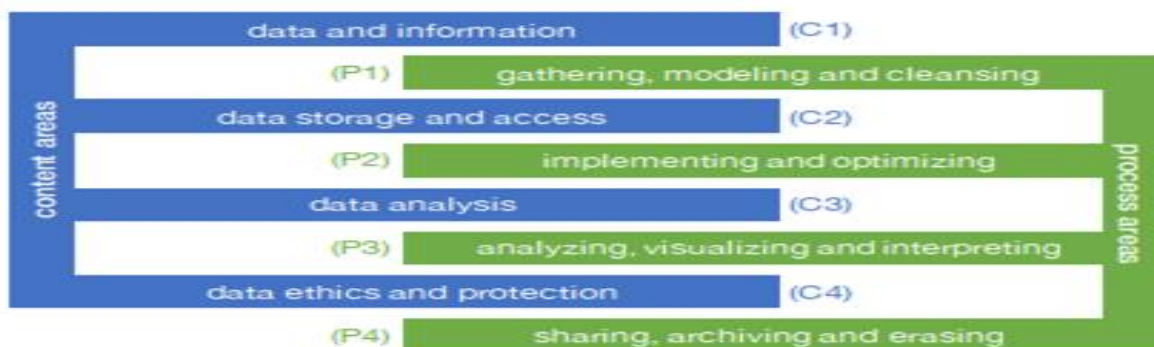 data and information (C1)
(P1) gathering, modeling and cleansing
data storage and access (C2)
(P2) implementing and optimizing
data analysis (C3)
(P3) analyzing, visualizing and interpreting
data ethics and protection (C4)
(P4) sharing, archiving and erasing
content areas
process areas